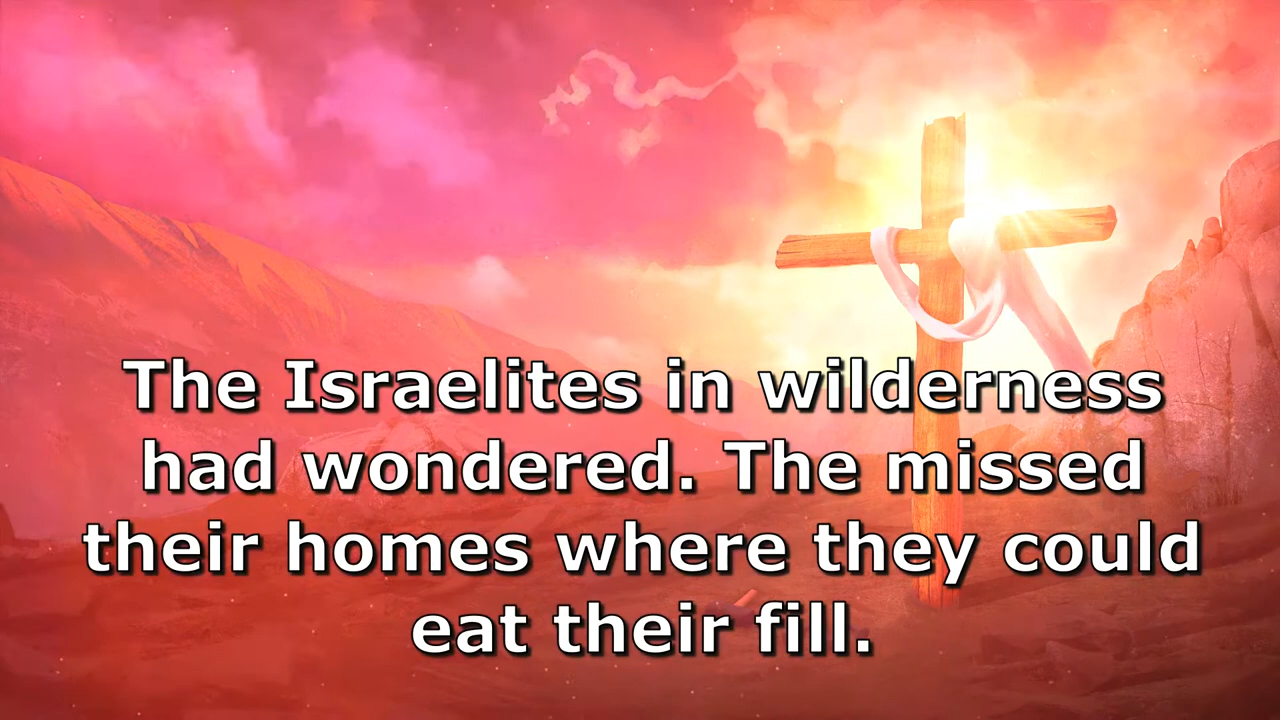 The Israelites in wilderness
had wondered. The missed
their homes where they could
eat their fill.